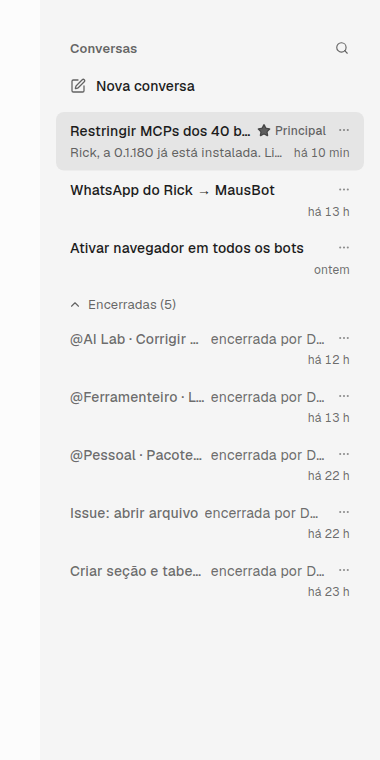 Conversas
Nova conversa
Restringir MCPs dos 40 b... Principal ...
Rick, a 0.1.180 já está instalada. Li... há 10 min
WhatsApp do Rick → MausBot ...
há 13 h
Ativar navegador em todos os bots ...
ontem
Encerradas (5)
@AI Lab · Corrigir ... encerrada por D... ...
há 12 h
@Ferramenteiro · L... encerrada por D... ...
há 13 h
@Pessoal · Pacote... encerrada por D... ...
há 22 h
Issue: abrir arquivo encerrada por D... ...
há 22 h
Criar seção e tabe... encerrada por D... ...
há 23 h